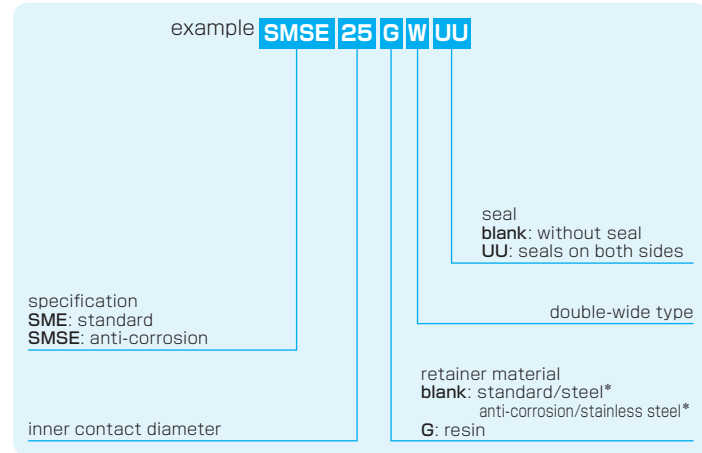 example SMSE 25 G W UU
seal
blank: without seal
UU: seals on both sides
double-wide type
specification
SME: standard
SMSE: anti-corrosion
retainer material
blank: standard/steel*
anti-corrosion/stainless steel*
G: resin
inner contact diameter